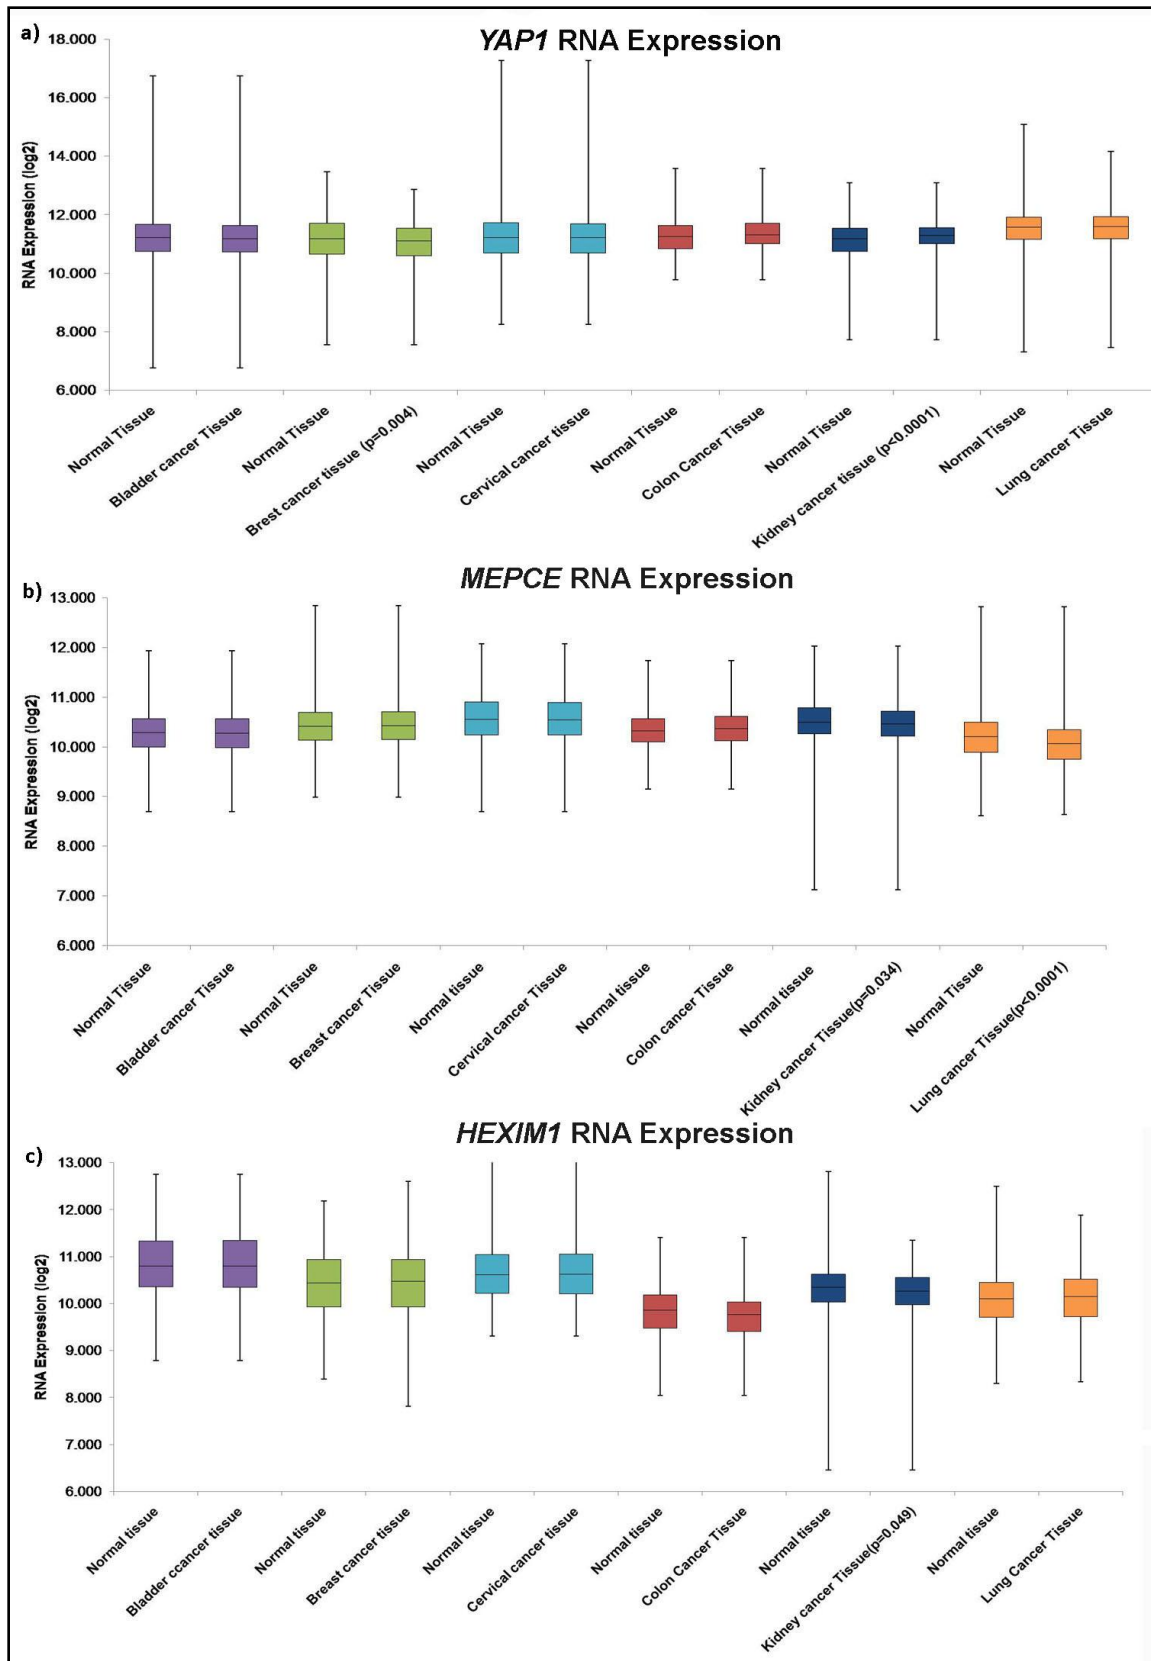 a)
YAP1 RNA Expression
RNA Expression (log2)
18.000
16.000
14.000
12.000
10.000
8.000
6.000
Normal Tissue
Bladder cancer Tissue
Normal Tissue
Brest cancer tissue (p=0.004)
Normal Tissue
Cervical cancer tissue
Normal Tissue
Colon Cancer Tissue
Normal Tissue
Kidney cancer tissue (p<0.0001)
Normal Tissue
Lung cancer Tissue
b)
MEPCE RNA Expression
RNA Expression (log2)
13.000
12.000
11.000
10.000
9.000
8.000
7.000
6.000
Normal Tissue
Bladder cancer Tissue
Normal Tissue
Breast cancer Tissue
Normal tissue
Cervical cancer Tissue
Normal tissue
Colon cancer Tissue
Normal tissue
Kidney cancer Tissue(p=0.034)
Normal Tissue
Lung cancer Tissue(p<0.0001)
c)
HEXIM1 RNA Expression
RNA Expression (log2)
13.000
12.000
11.000
10.000
9.000
8.000
7.000
6.000
Normal tissue
Bladder ccancer tissue
Normal tissue
Breast cancer tissue
Normal tissue
Cervical cancer tissue
Normal tissue
Colon Cancer Tissue
Normal tissue
Kidney cancer Tissue(p=0.049)
Normal tissue
Lung Cancer Tissue